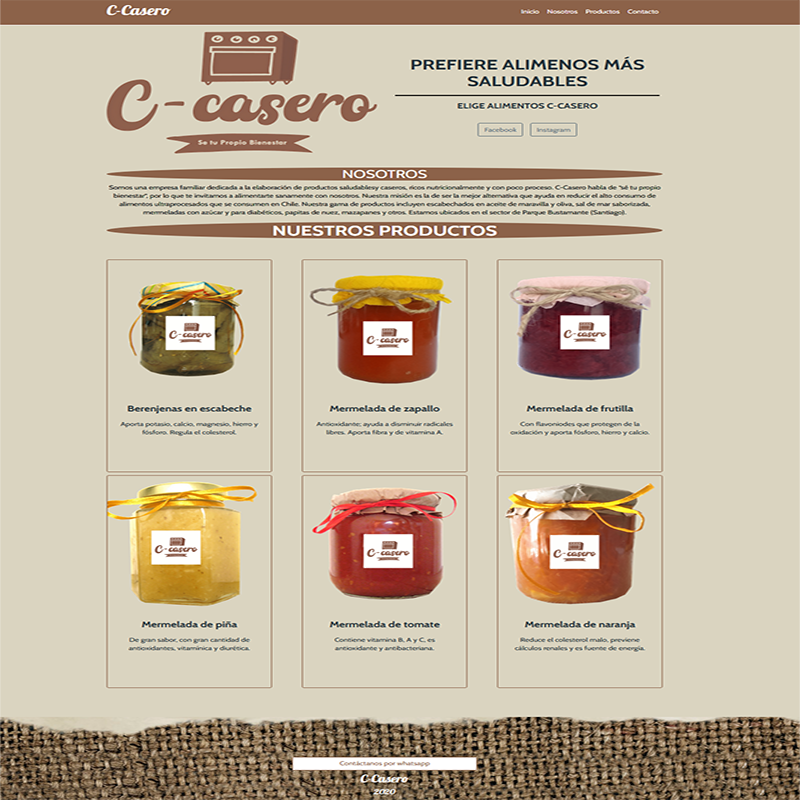 C-Casero
Inicio Nosotros Productos Contacto
C-casero
Se tu Propio Bienestar
PREFIERE ALIMENOS MÁS
SALUDABLES
ELIGE ALIMENTOS C-CASERO
Facebook Instagram
NOSOTROS
Somos una empresa familiar dedicada a la elaboración de productos saludablesy caseros, ricos nutricionalmente y con poco proceso. C-Casero habla de "sé tu propio
bienestar", por lo que te invitamos a alimentarte sanamente con nosotros. Nuestra misión es la de ser la mejor alternativa que ayuda en reducir el alto consumo de
alimentos ultraprocesados que se consumen en Chile. Nuestra gama de productos incluyen escabechados en aceite de maravilla y oliva, sal de mar saborizada,
mermeladas con azúcar y para diabéticos, papitas de nuez, mazapanes y otros. Estamos ubicados en el sector de Parque Bustamante (Santiago).
NUESTROS PRODUCTOS
C-casero
C-casero
C-casero
Berenjenas en escabeche
Aporta potasio, calcio, magnesio, hierro y
fósforo. Regula el colesterol.
Mermelada de zapallo
Antioxidante; ayuda a disminuir radicales
libres. Aporta fibra y de vitamina A.
Mermelada de frutilla
Con flavoniodes que protegen de la
oxidación y aporta fósforo, hierro y calcio.
C-casero
C-casero
C-casero
Mermelada de piña
De gran sabor, con gran cantidad de
antioxidantes, vitamínica y diurética.
Mermelada de tomate
Contiene vitamina B, A y C, es
antioxidante y antibacteriana.
Mermelada de naranja
Reduce el colesterol malo, previene
cálculos renales y es fuente de energía.
Contáctanos por whatsapp
C-Casero
2020